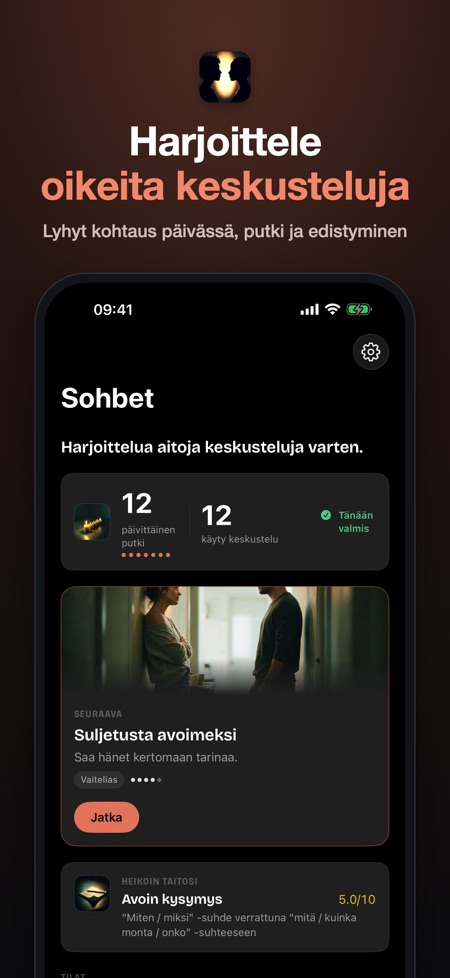 Harjoittele
oikeita keskusteluja
Lyhyt kohtaus päivässä, putki ja edistyminen
09:41
Sohbet
Harjoittelua aitoja keskusteluja varten.
12
päivittäinen
putki
12
käyty keskustelu
Tänään
valmis
SEURAAVA
Suljetusta avoimeksi
Saa hänet kertomaan tarinaa.
Vaitelias
Jatka
HEIKOIN TAITOSI
Avoin kysymys
5.0/10
"Miten / miksi" -suhde verrattuna "mitä / kuinka
monta / onko" -suhteeseen
TILAT